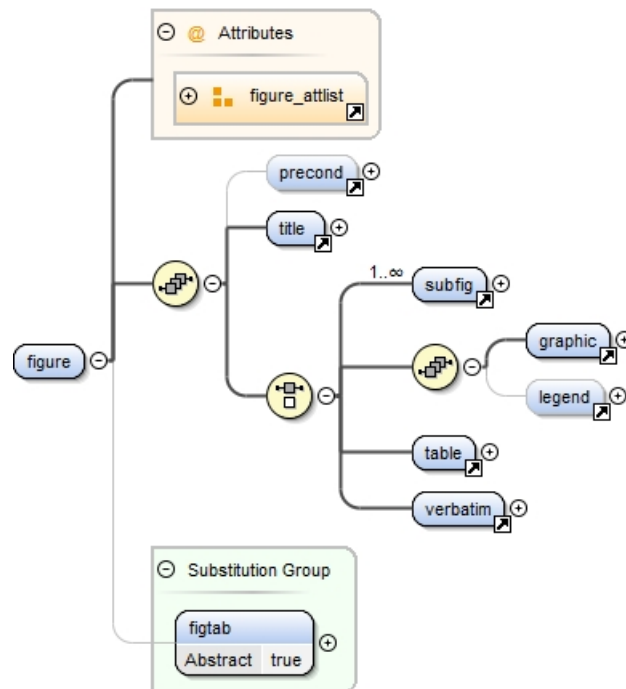 @ Attributes
figure_attlist
precond
title
1..∞
subfig
graphic
legend
figure
table
verbatim
Substitution Group
figtab
Abstract true